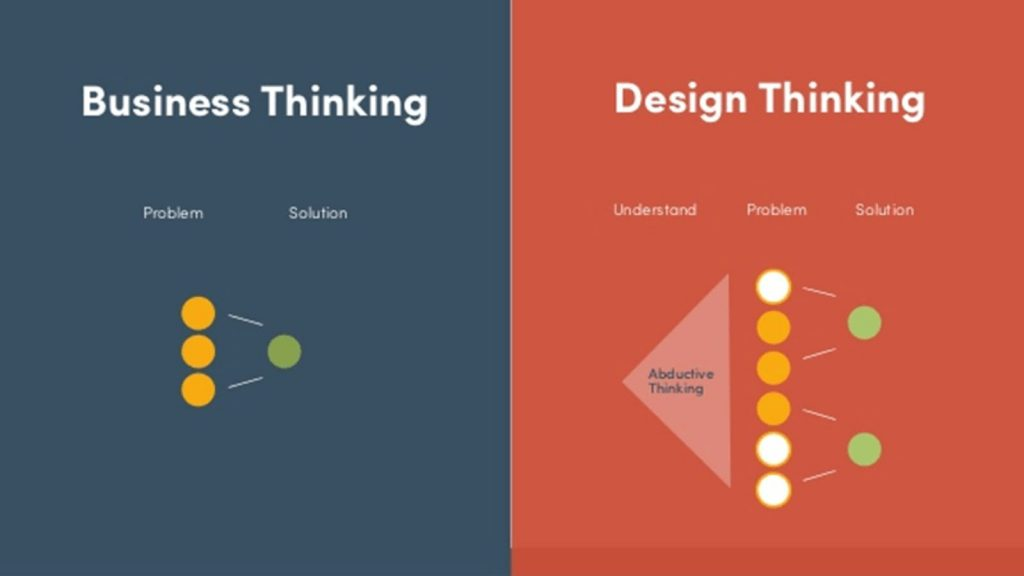 Business Thinking
Problem
Solution
Design Thinking
Understand
Problem
Solution
Abductive
Thinking